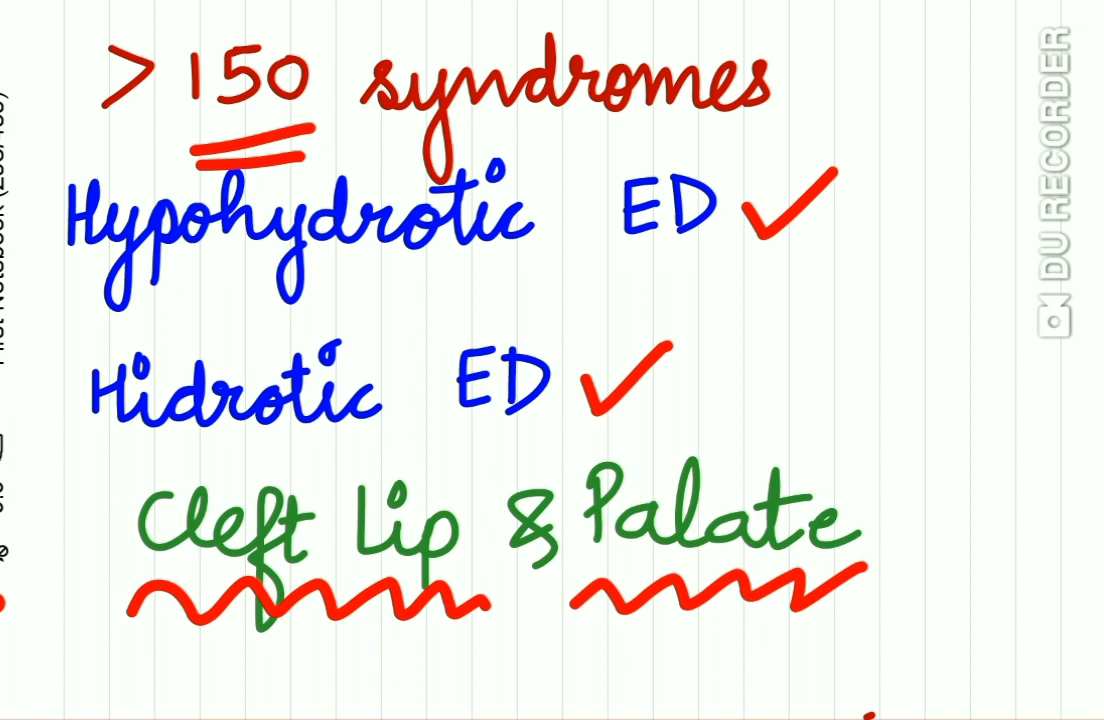 > 150 syndromes
Hypohydrotic ED ✓
Hidrotic ED ✓
Cleft Lip & Palate
DU RECORDER